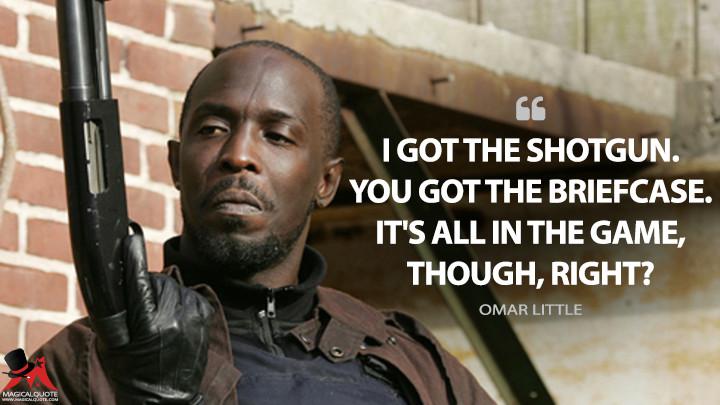 “
I GOT THE SHOTGUN.
YOU GOT THE BRIEFCASE.
IT'S ALL IN THE GAME,
THOUGH, RIGHT?
OMAR LITTLE
MAGICALQUOTE
WWW.MAGICALQUOTE.COM